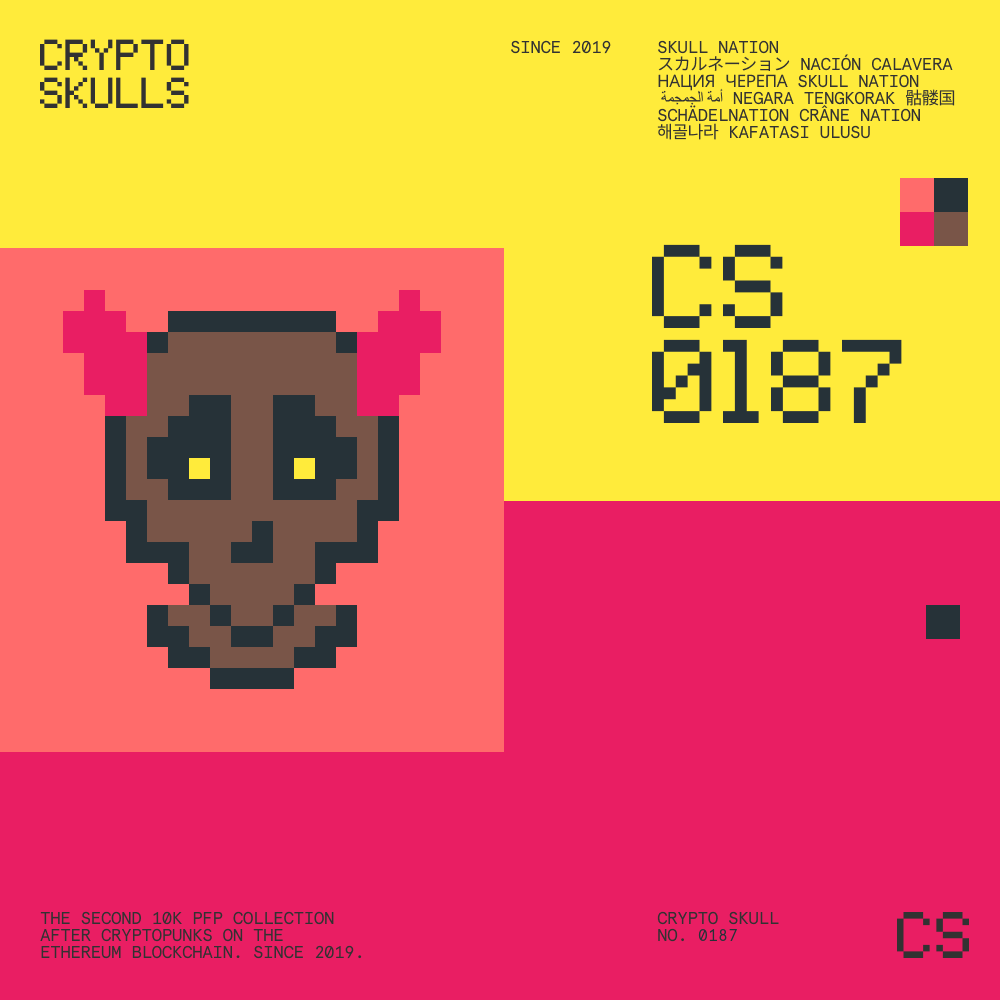 CRYPTO
SKULLS
SINCE 2019
SKULL NATION
スカルネーション NACIÓN CALAVERA
НАЦИЯ ЧЕРЕПА SKULL NATION
أمة الجمجمة NEGARA TENGKORAK 骷髅国
SCHÄDELNATION CRÂNE NATION
해골나라 KAFATASI ULUSU
CS
0187
THE SECOND 10K PFP COLLECTION
AFTER CRYPTOPUNKS ON THE
ETHEREUM BLOCKCHAIN. SINCE 2019.
CRYPTO SKULL
NO. 0187
CS